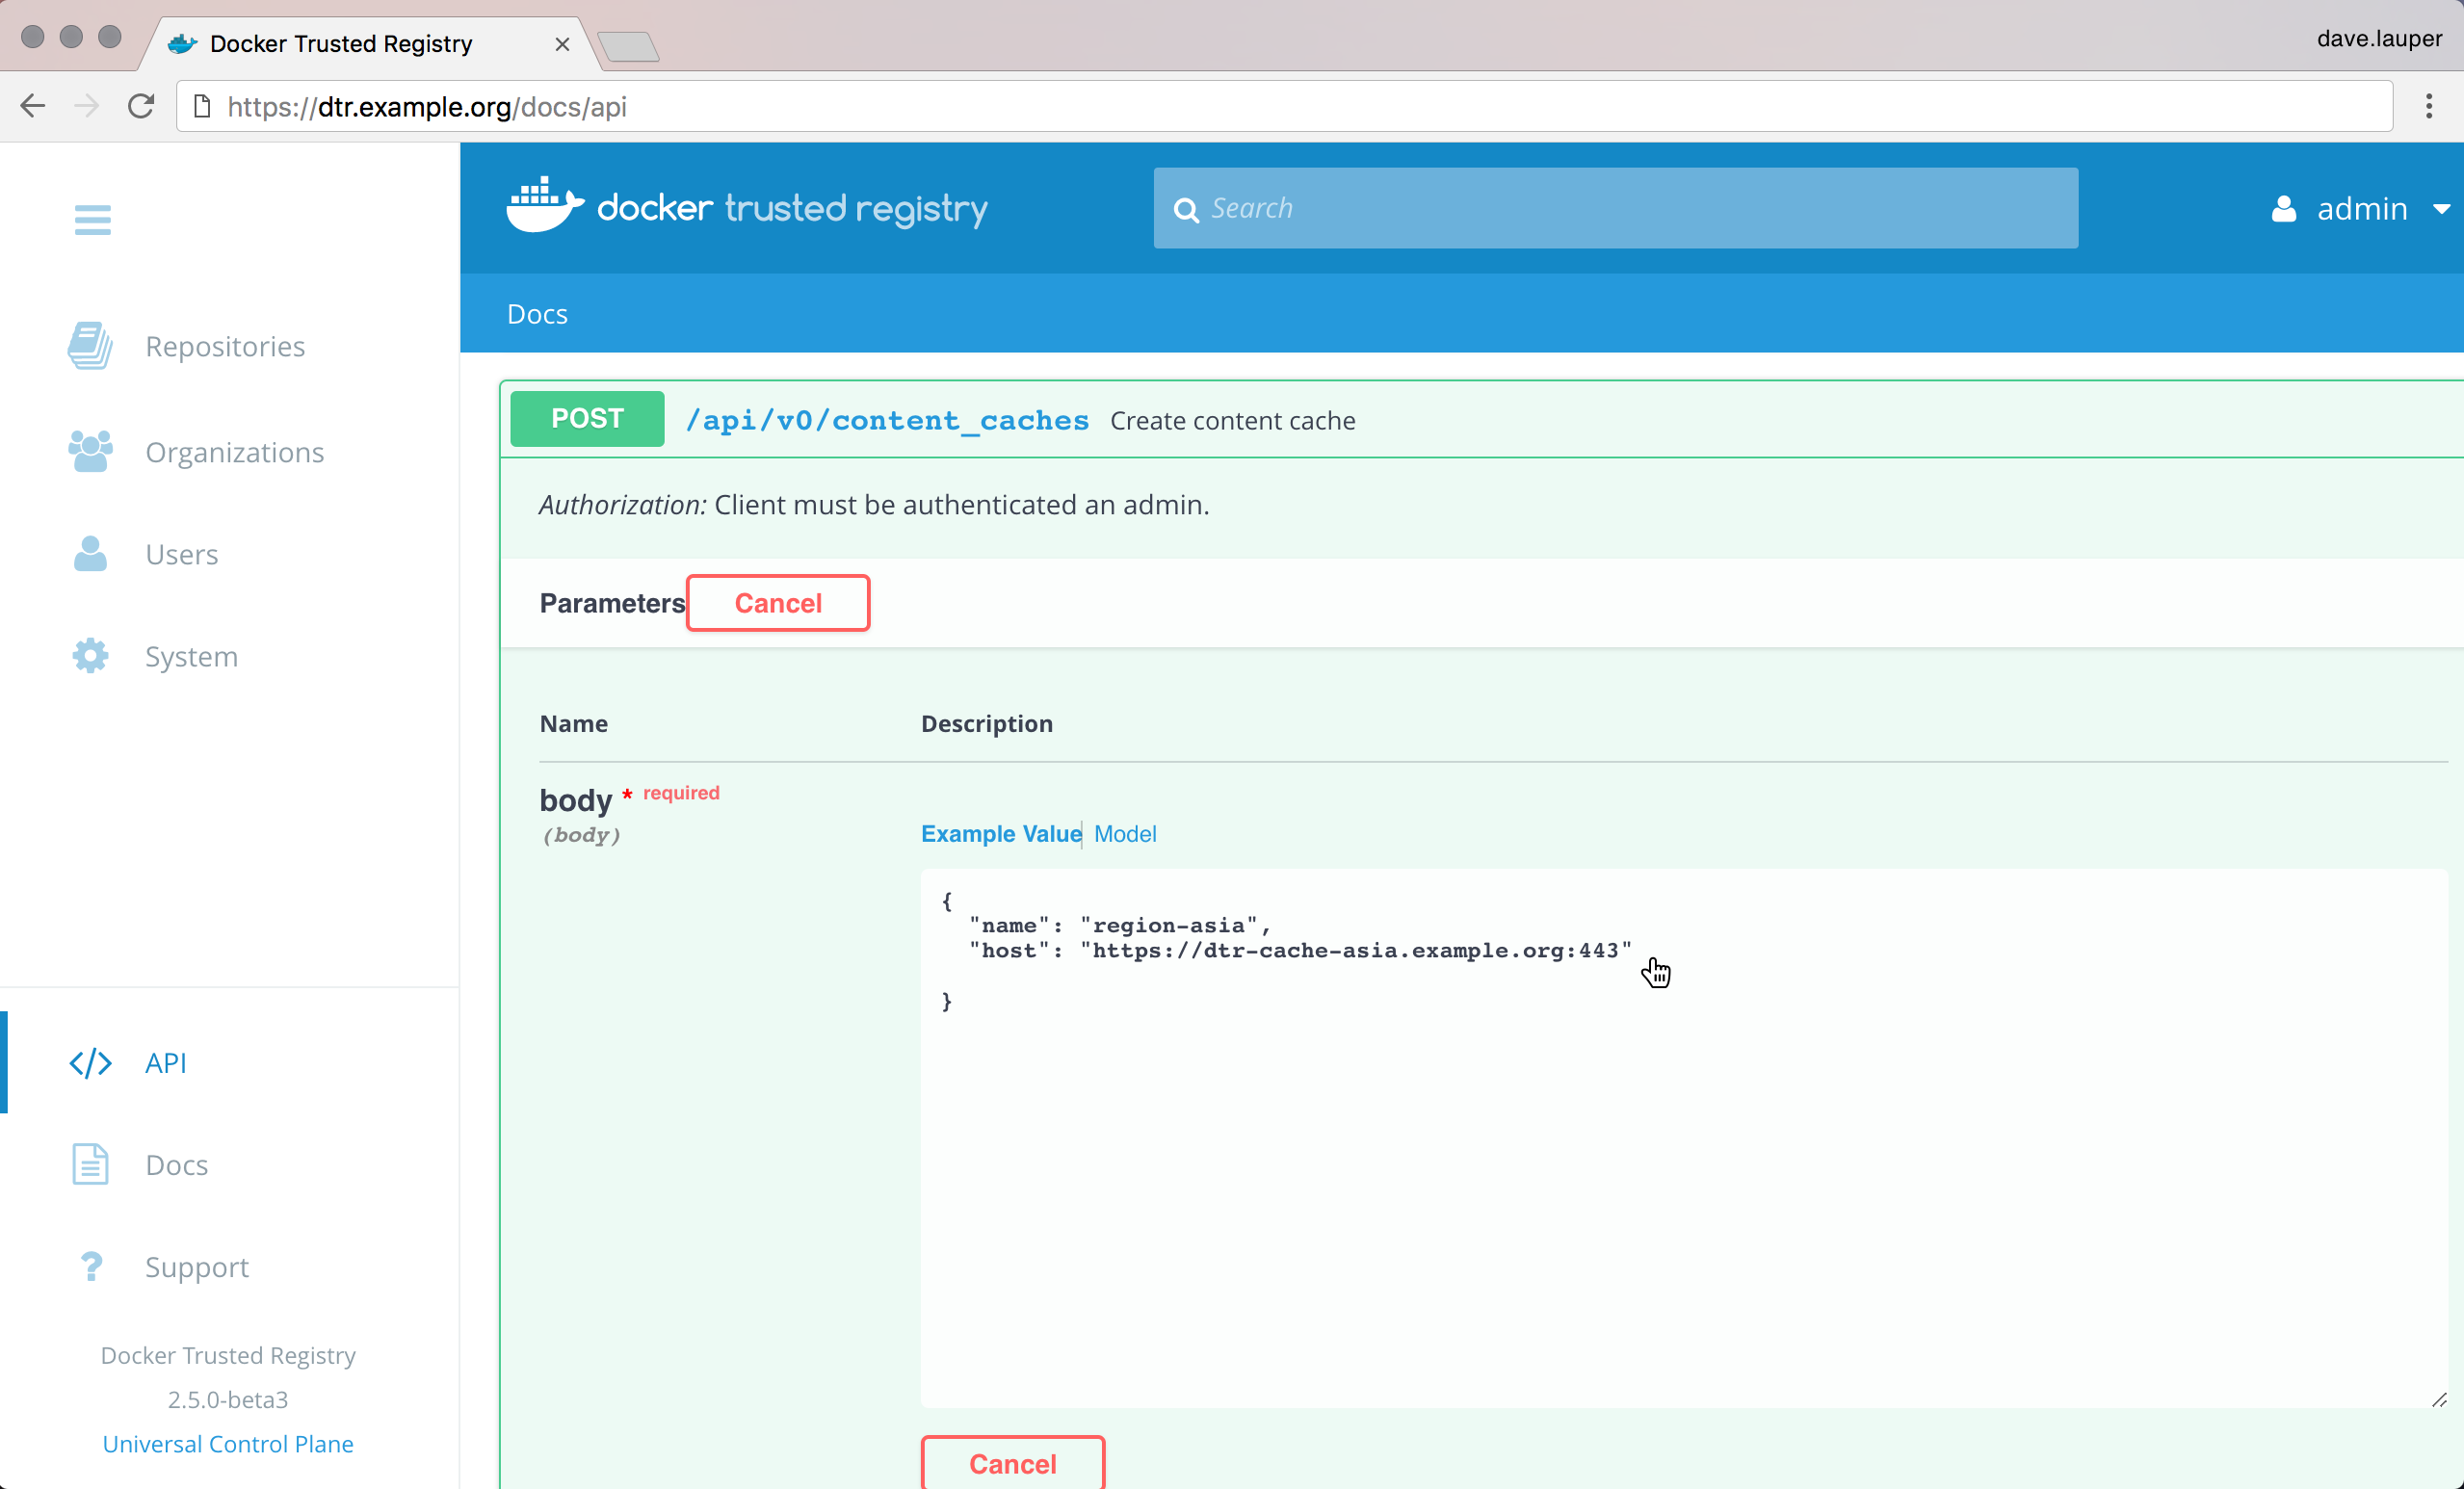 Docker Trusted Registry
dave.lauper
https://dtr.example.org/docs/api
docker trusted registry
Search
admin
Docs
Repositories
Organizations
Users
System
API
Docs
Support
Docker Trusted Registry
2.5.0-beta3
Universal Control Plane
POST /api/v0/content_caches Create content cache
Authorization: Client must be authenticated an admin.
Parameters Cancel
Name Description
body * required
(body)
Example Value Model
{
"name": "region-asia",
"host": "https://dtr-cache-asia.example.org:443"
}
Cancel